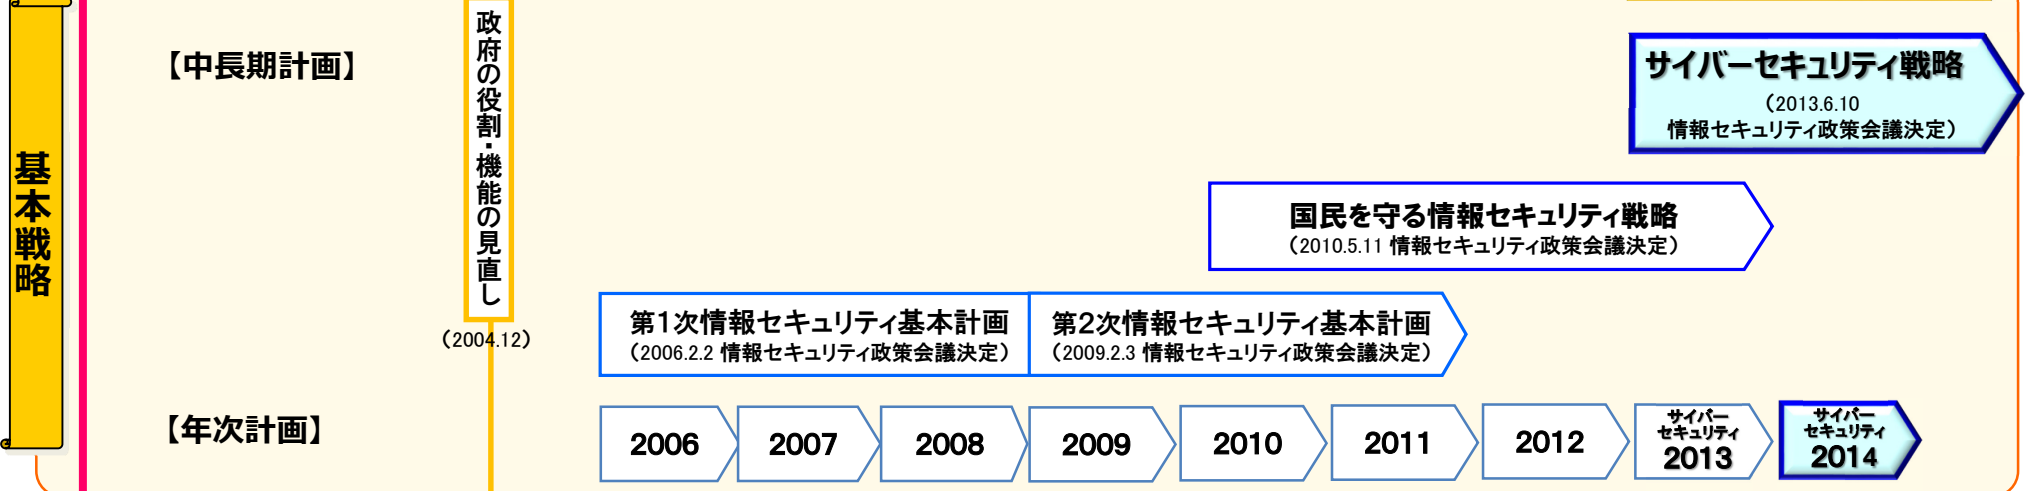 基本戦略
【中長期計画】
政府の役割・機能の見直し
（2004.12）
サイバーセキュリティ戦略
（2013.6.10
情報セキュリティ政策会議決定）
国民を守る情報セキュリティ戦略
（2010.5.11 情報セキュリティ政策会議決定）
第1次情報セキュリティ基本計画
（2006.2.2 情報セキュリティ政策会議決定）
第2次情報セキュリティ基本計画
（2009.2.3 情報セキュリティ政策会議決定）
【年次計画】
2006
2007
2008
2009
2010
2011
2012
サイバー
セキュリティ
2013
サイバー
セキュリティ
2014